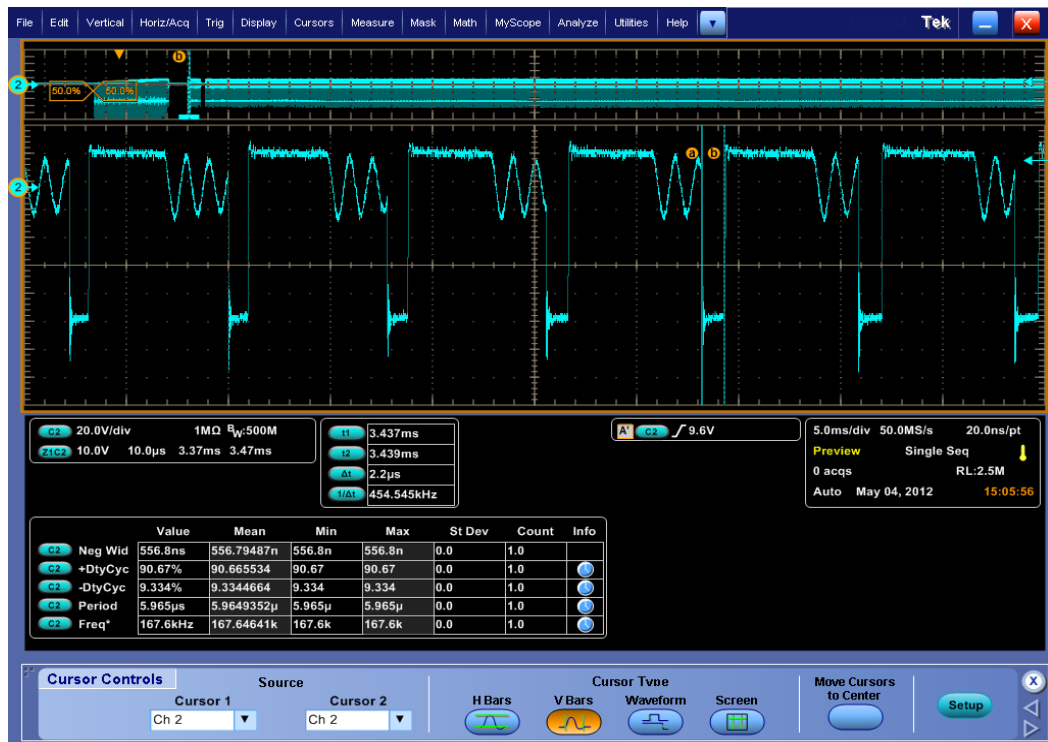 File Edit Vertical Horiz/Acq Trig Display Cursors Measure Mask Math MyScope Analyze Utilities Help Tek X
b
2 50.0% 50.0%
a b
2
C2 20.0V/div 1MΩ BW:500M
Z1C2 10.0V 10.0µs 3.37ms 3.47ms
t1 3.437ms
t2 3.439ms
Δt 2.2µs
1/Δt 454.545kHz
A' C2 9.6V
5.0ms/div 50.0MS/s 20.0ns/pt
Preview Single Seq
0 acqs RL:2.5M
Auto May 04, 2012 15:05:56
Value Mean Min Max St Dev Count Info
C2 Neg Wid 556.8ns 556.79487n 556.8n 556.8n 0.0 1.0
C2 +DtyCyc 90.67% 90.665534 90.67 90.67 0.0 1.0
C2 -DtyCyc 9.334% 9.3344664 9.334 9.334 0.0 1.0
C2 Period 5.965µs 5.9649352µ 5.965µ 5.965µ 0.0 1.0
C2 Freq* 167.6kHz 167.64641k 167.6k 167.6k 0.0 1.0
Cursor Controls Source Cursor Type Move Cursors
to Center
Cursor 1 Cursor 2 H Bars V Bars Waveform Screen
Ch 2 Ch 2 Setup X